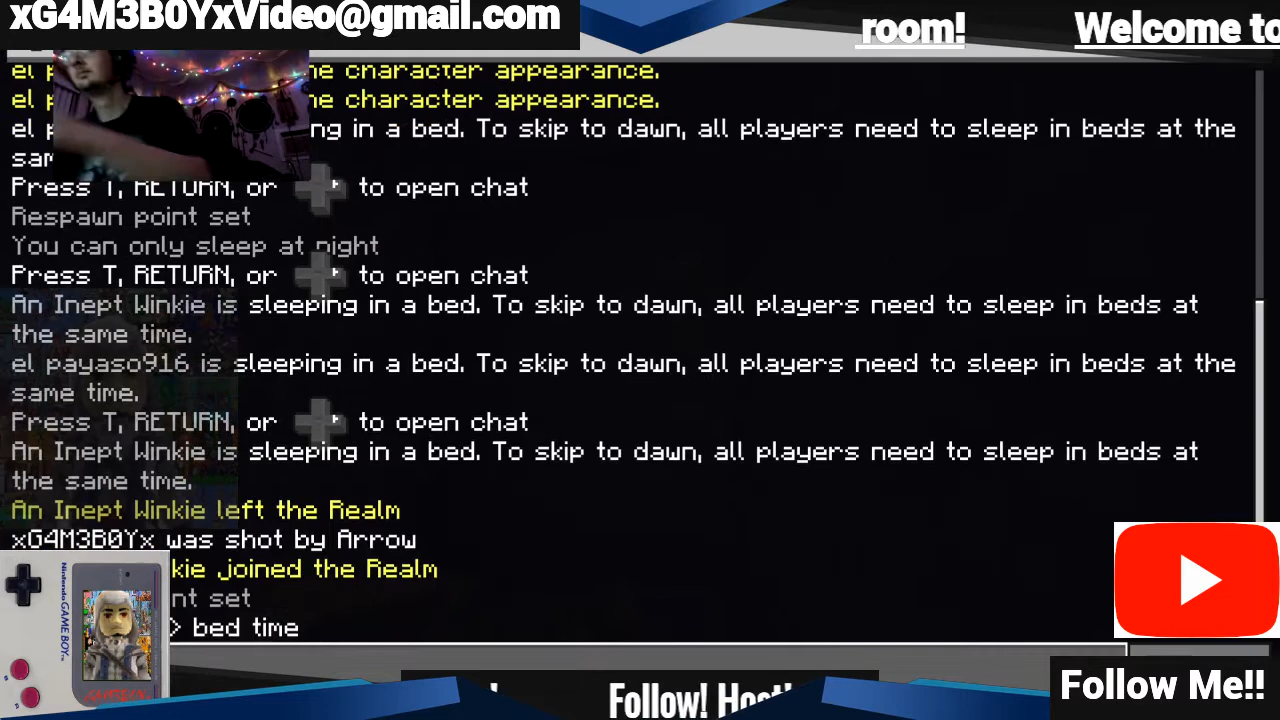 xG4M3B0YxVideo@gmail.com
room! Welcome to
el p ne character appearance.
el p ne character appearance.
el p ng in a bed. To skip to dawn, all players need to sleep in beds at the
sam
Press T, RETURN, or to open chat
Respawn point set
You can only sleep at night
Press T, RETURN, or to open chat
An Inept Winkie is sleeping in a bed. To skip to dawn, all players need to sleep in beds at
the same time.
el payaso916 is sleeping in a bed. To skip to dawn, all players need to sleep in beds at the
same time.
Press T, RETURN, or to open chat
An Inept Winkie is sleeping in a bed. To skip to dawn, all players need to sleep in beds at
the same time.
An Inept Winkie left the Realm
xG4M3B0Yx was shot by Arrow
kie joined the Realm
nt set
> bed time
Nintendo GAME BOY
Follow!
Follow Me!!